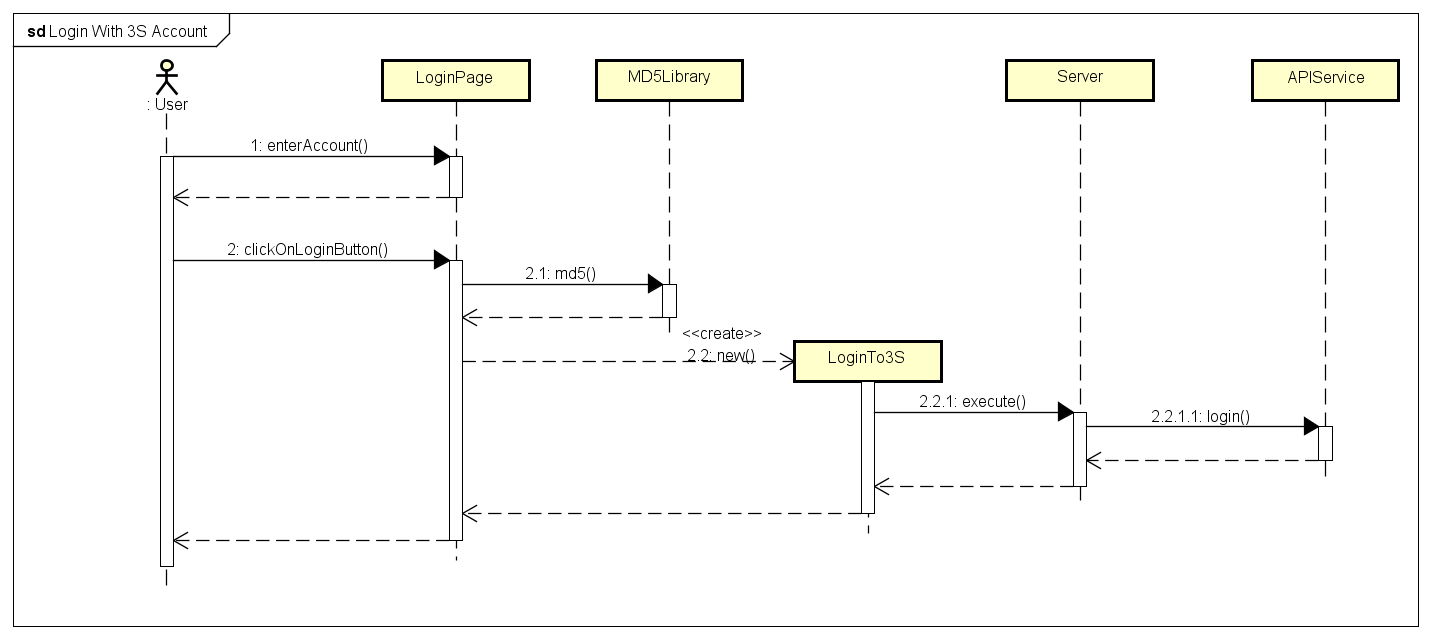 sd Login With 3S Account
: User
LoginPage
MD5Library
Server
APIService
1: enterAccount()
2: clickOnLoginButton()
2.1: md5()
<<create>>
2.2: new()
LoginTo3S
2.2.1: execute()
2.2.1.1: login()